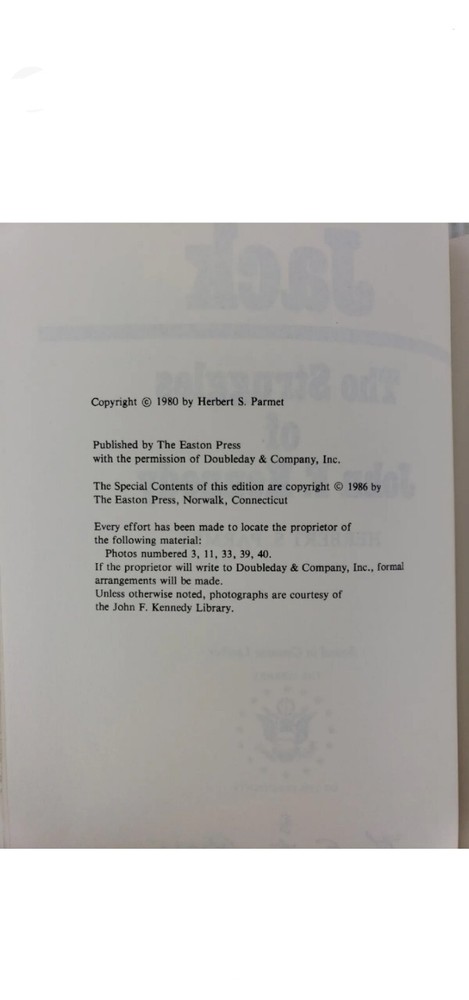 Copyright © 1980 by Herbert S. Parmet
Published by The Easton Press
with the permission of Doubleday & Company, Inc.
The Special Contents of this edition are copyright © 1986 by
The Easton Press, Norwalk, Connecticut
Every effort has been made to locate the proprietor of
the following material:
Photos numbered 3, 11, 33, 39, 40.
If the proprietor will write to Doubleday & Company, Inc., formal
arrangements will be made.
Unless otherwise noted, photographs are courtesy of
the John F. Kennedy Library.
Jack
The Struggles
of